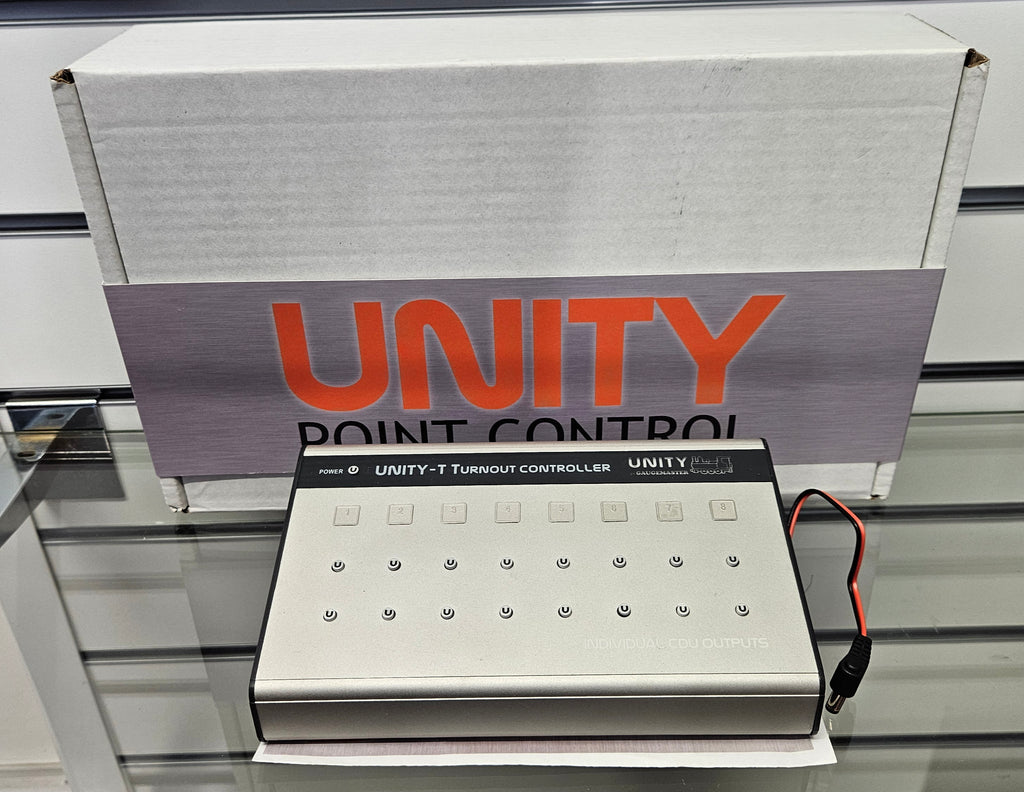 UNITY
POINT CONTROL
POWER U UNITY-T TURNOUT CONTROLLER UNITY
GAUGEMASTER
1 2 3 4 5 6 7 8
U U U U U U U U
U U U U U U U U
INDIVIDUAL CDU OUTPUTS